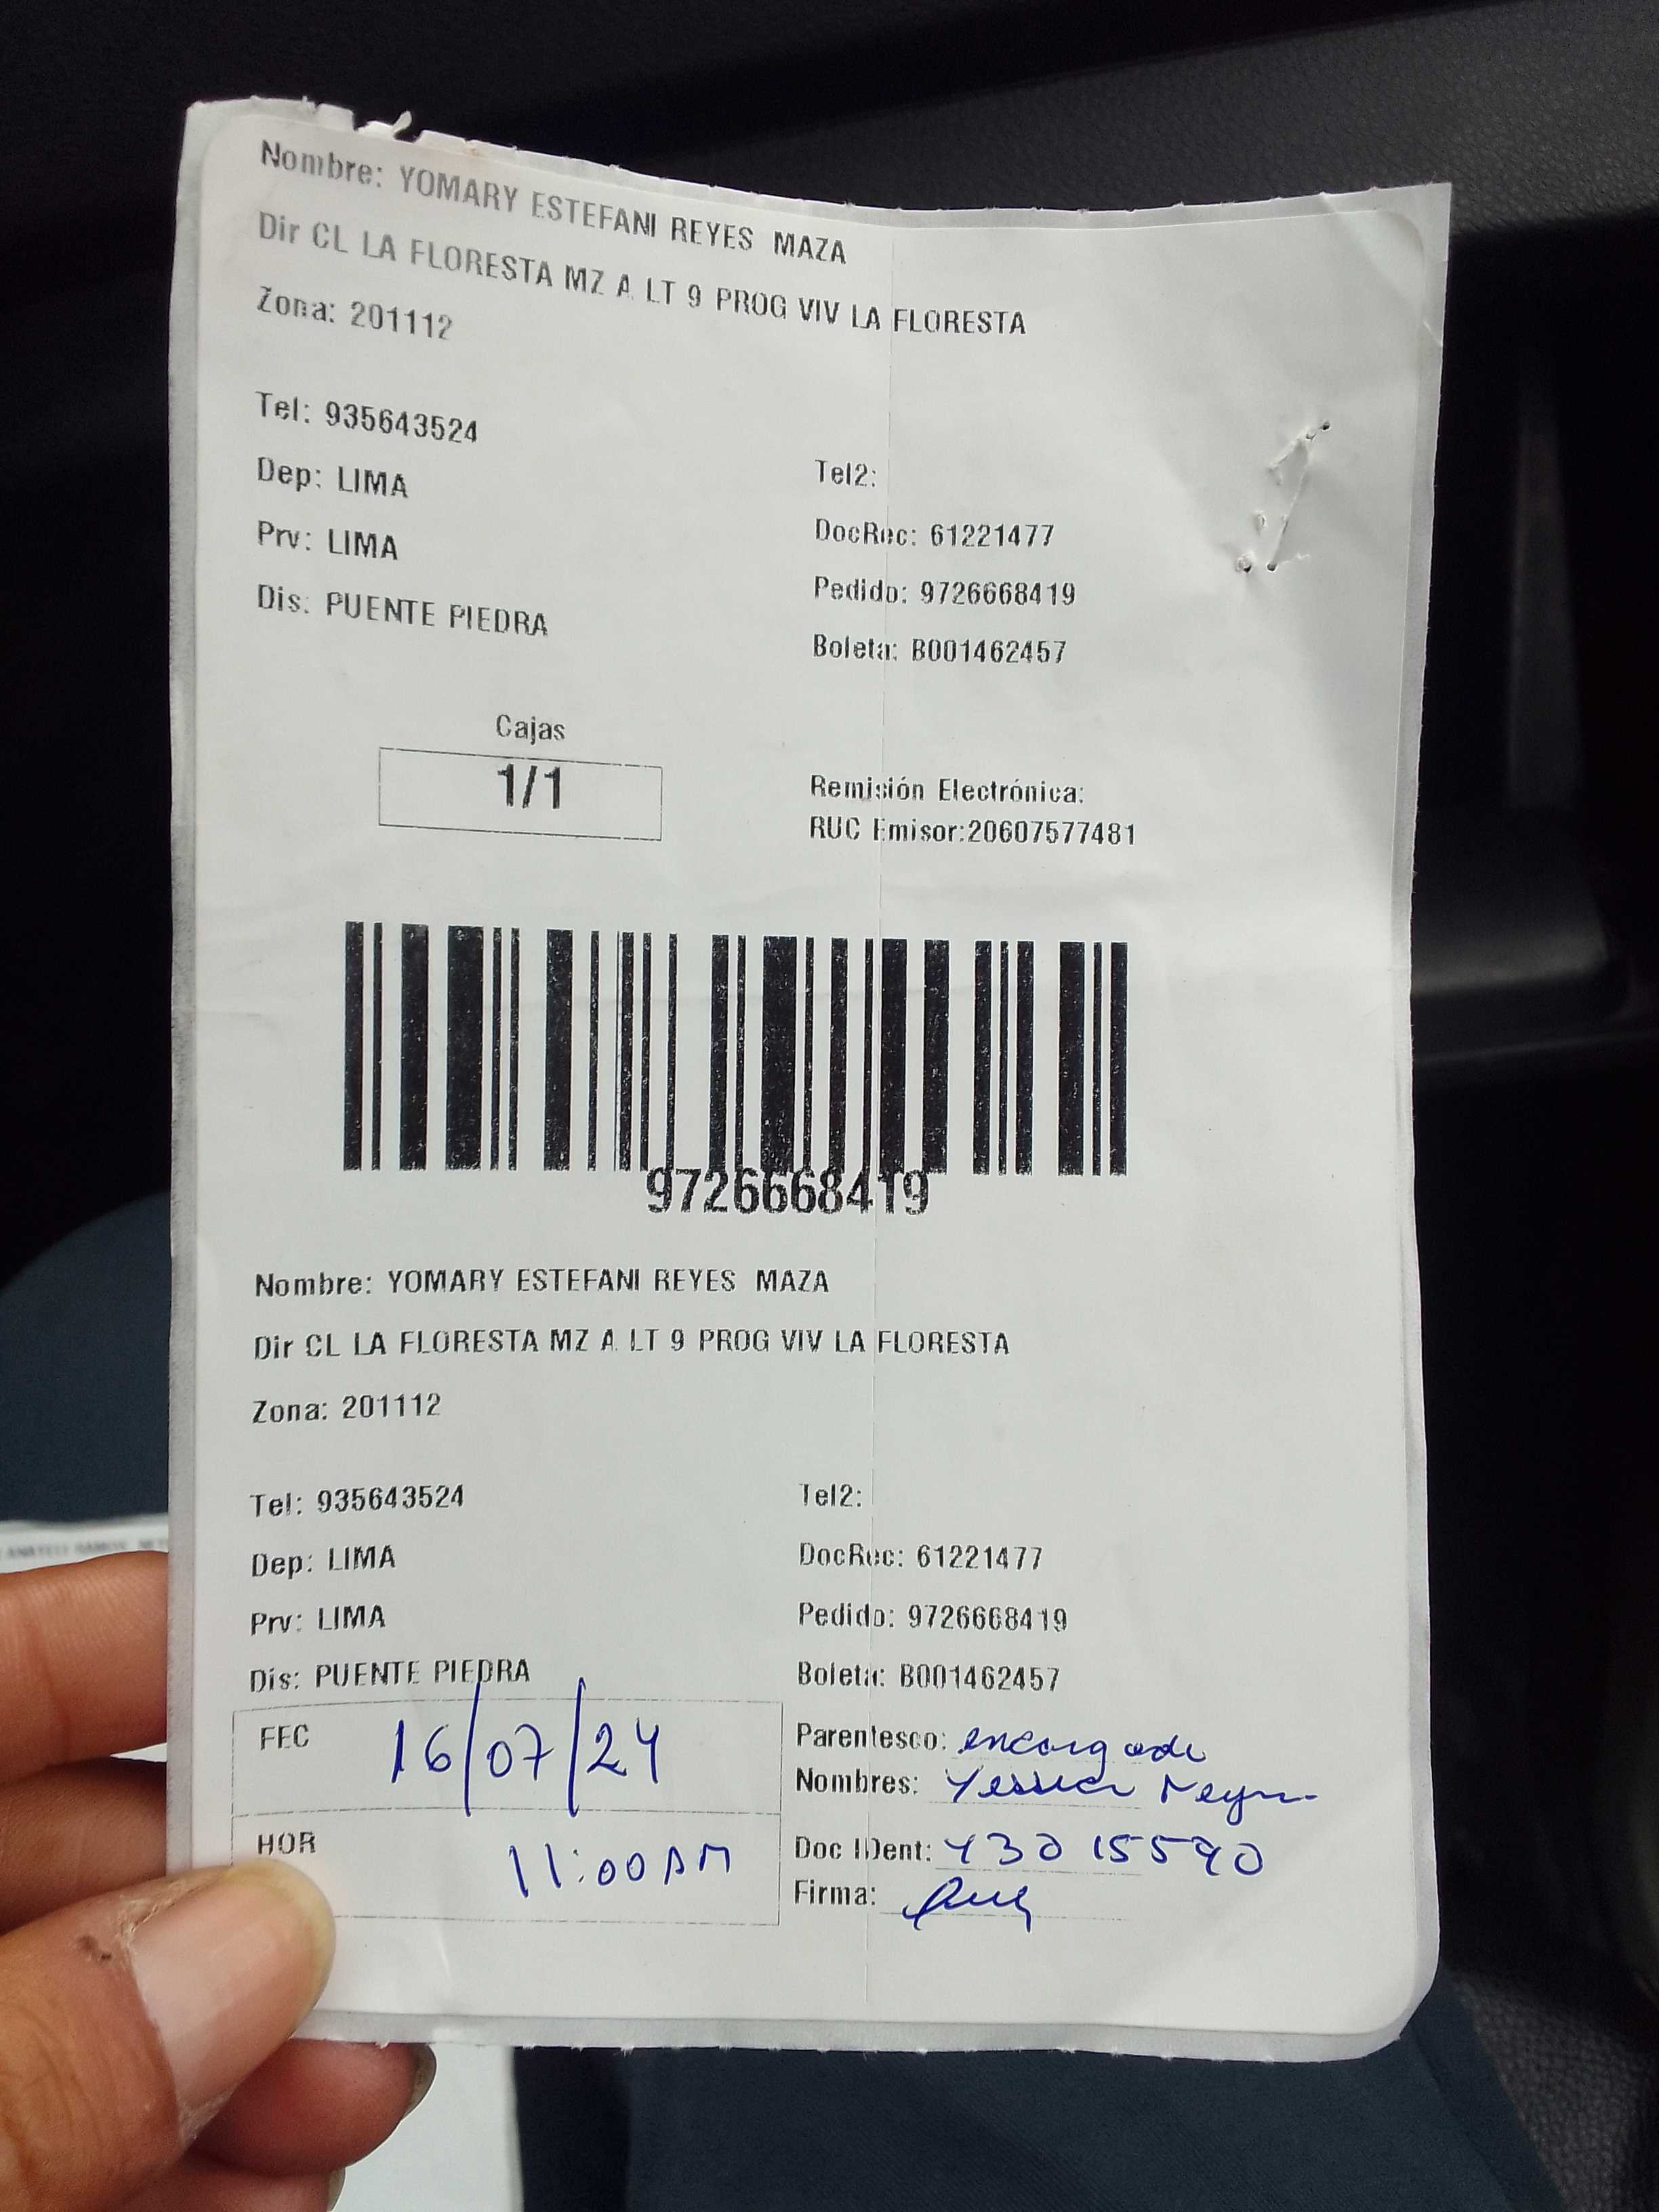 Nombre: YOMARY ESTEFANI REYES MAZA
Dir CL LA FLORESTA MZ A LT 9 PROG VIV LA FLORESTA
Zona: 201112
Tel: 935643524
Tel2:
Dep: LIMA
DocRec: 61221477
Prv: LIMA
Pedido: 9726668419
Dis: PUENTE PIEDRA
Boleta: B001462457
Cajas
1/1
Remisión Electrónica:
RUC Emisor:20607577481
9726668419
Nombre: YOMARY ESTEFANI REYES MAZA
Dir CL LA FLORESTA MZ A LT 9 PROG VIV LA FLORESTA
Zona: 201112
Tel: 935643524
Tel2:
Dep: LIMA
DocRec: 61221477
Prv: LIMA
Pedido: 9726668419
Dis: PUENTE PIEDRA
Boleta: B001462457
FEC 16/07/24
Parentesco: encargada
Nombres: Yessica
HOR 11:00 AM
Doc IDent: 43015590
Firma: